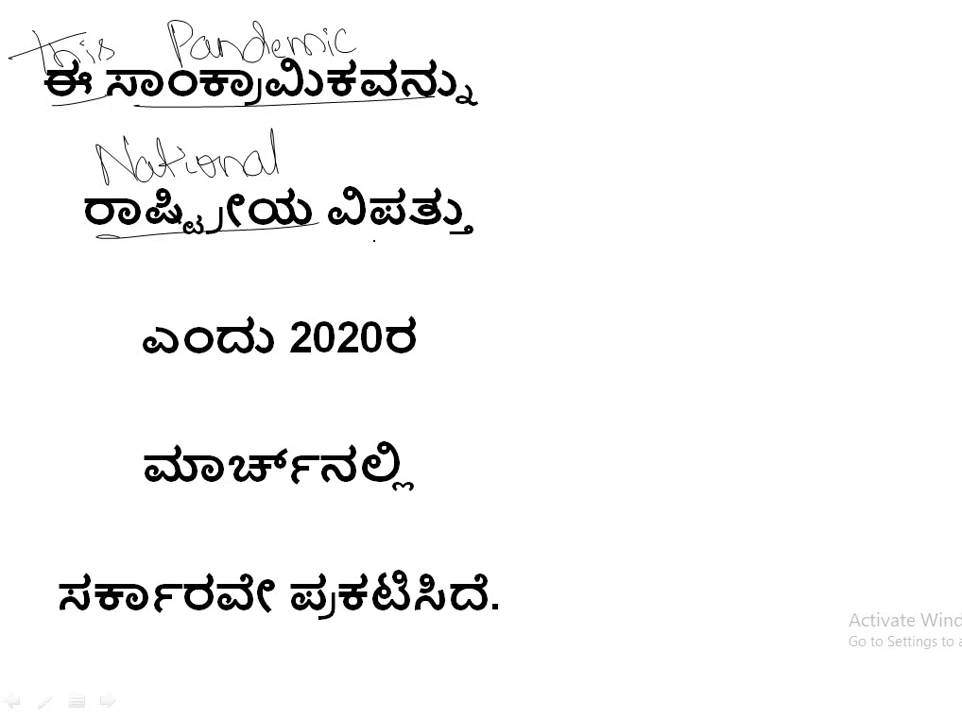 This Pandemic
ಈ ಸಾಂಕ್ರಾಮಿಕವನ್ನು
National
ರಾಷ್ಟ್ರೀಯ ವಿಪತ್ತು
ಎಂದು 2020ರ
ಮಾರ್ಚ್‌ನಲ್ಲಿ
ಸರ್ಕಾರವೇ ಪ್ರಕಟಿಸಿದೆ.
Activate Wind
Go to Settings to a